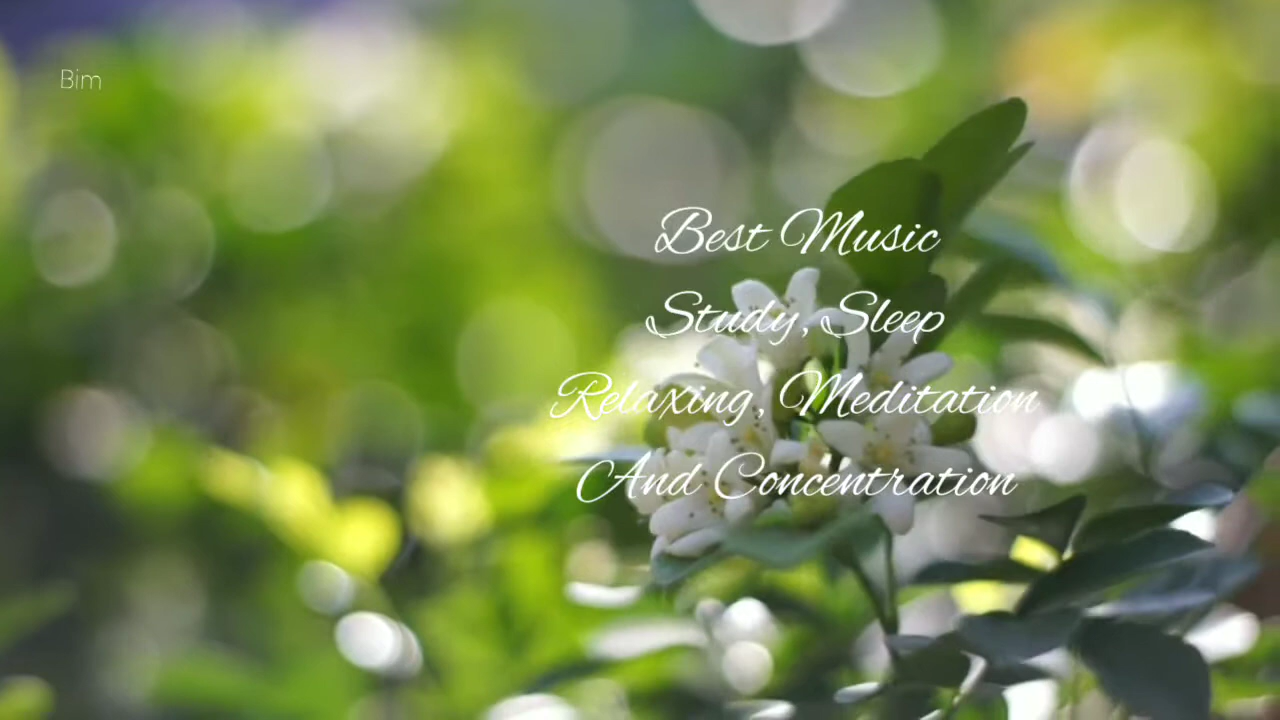 Bim
Best Music
Study, Sleep
Relaxing, Meditation
And Concentration